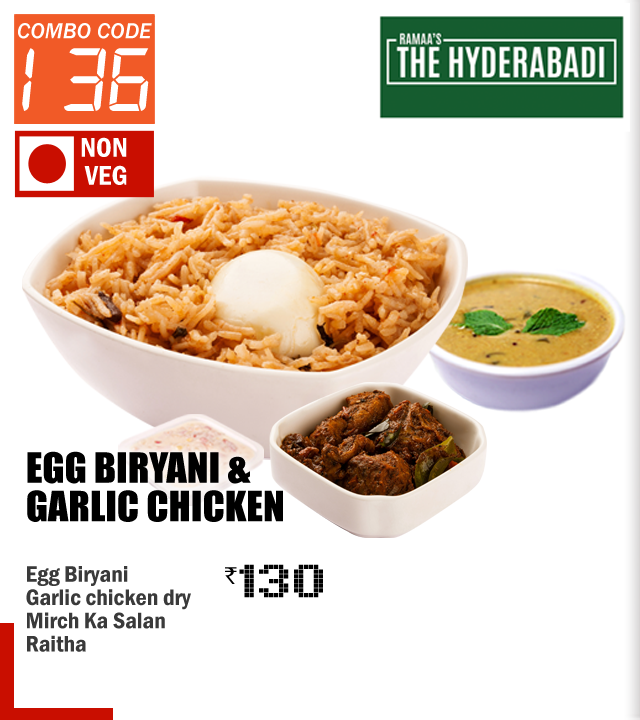 COMBO CODE
136
NON
VEG
RAMAA'S
THE HYDERABADI
EGG BIRYANI &
GARLIC CHICKEN
Egg Biryani
Garlic chicken dry
Mirch Ka Salan
Raitha
₹130